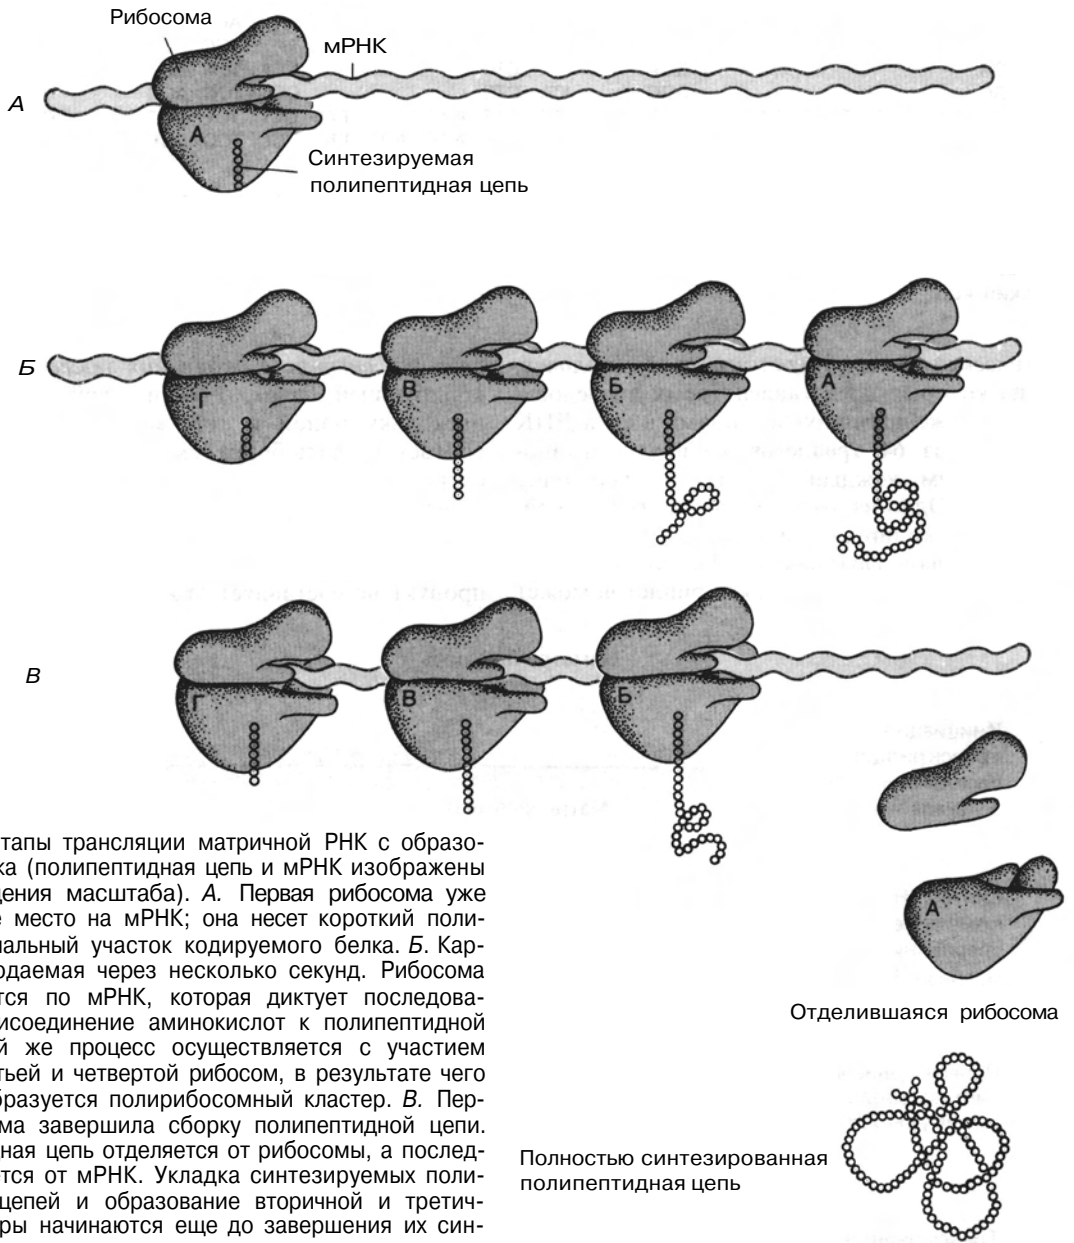 Рибосома
мРНК
А
А
Синтезируемая
полипептидная цепь
Б
Г
В
Б
А
В
Г
В
Б
тапы трансляции матричной РНК с образо-
ка (полипептидная цепь и мРНК изображены
дения масштаба). А. Первая рибосома уже
е место на мРНК; она несет короткий поли-
чальный участок кодируемого белка. Б. Кар-
юдаемая через несколько секунд. Рибосома
тся по мРНК, которая диктует последова-
исоединение аминокислот к полипептидной
й же процесс осуществляется с участием
тьей и четвертой рибосом, в результате чего
бразуется полирибосомный кластер. В. Пер-
ма завершила сборку полипептидной цепи.
ная цепь отделяется от рибосомы, а послед-
ется от мРНК. Укладка синтезируемых поли-
цепей и образование вторичной и третич-
ры начинаются еще до завершения их син-
А
Отделившаяся рибосома
Полностью синтезированная
полипептидная цепь